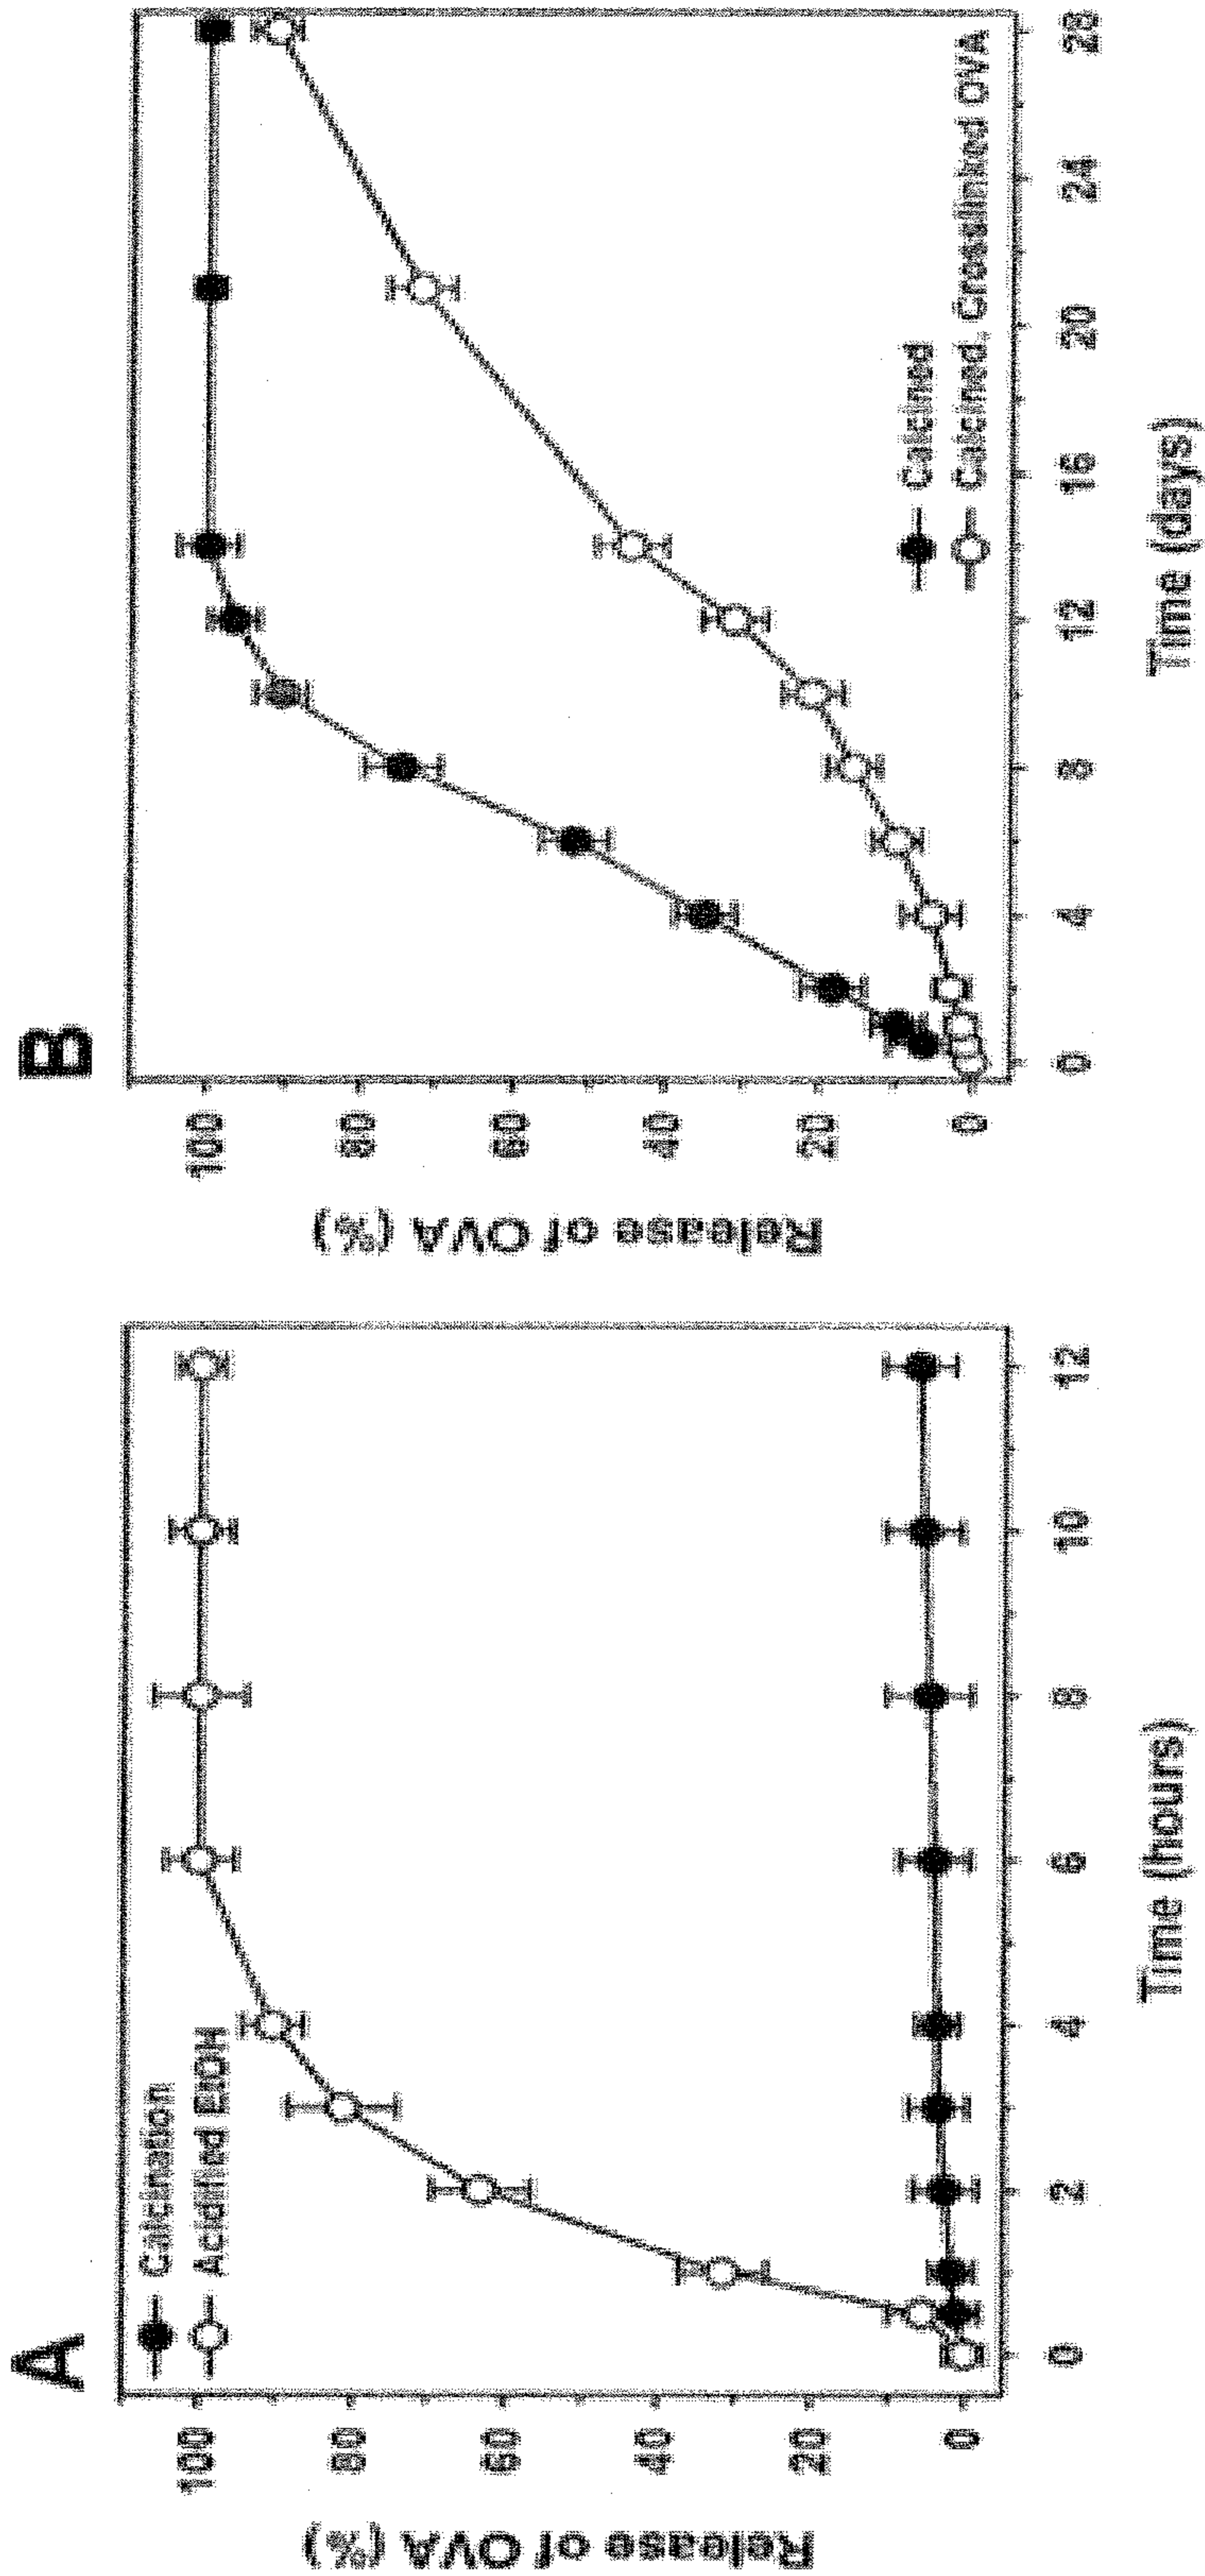 A
Calcination
Acidified EtOH
Release of OVA (%)
100
80
60
40
20
0
0 2 4 6 8 10 12
Time (hours)
B
Calcined
Calcined, Crosslinked OVA
Release of OVA (%)
100
80
60
40
20
0
0 4 8 12 16 20 24 28
Time (days)